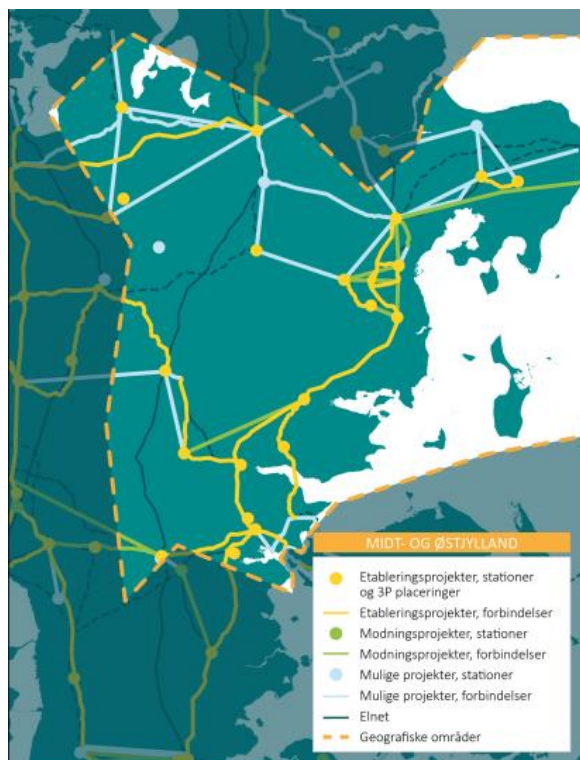 MIDT- OG ØSTJYLLAND
Etableringsprojekter, stationer
og 3P placeringer
Etableringsprojekter, forbindelser
Modningsprojekter, stationer
Modningsprojekter, forbindelser
Mulige projekter, stationer
Mulige projekter, forbindelser
Elnet
Geografiske områder